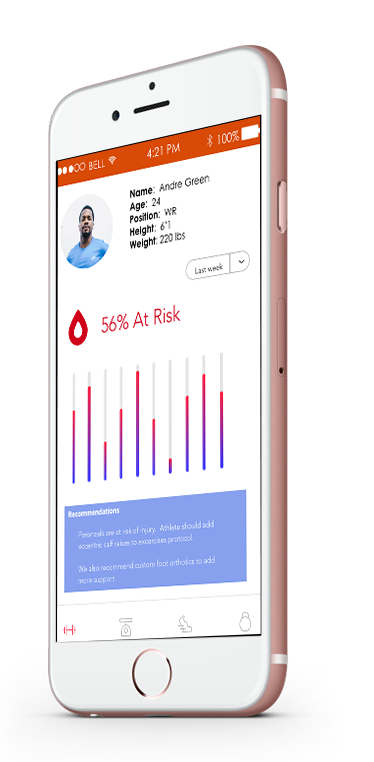 BELL 4:21 PM 100%
Name: Andre Green
Age: 24
Position: WR
Height: 6"1
Weight: 220 lbs
Last week
56% At Risk
Recommendations
Peroneals are at risk of injury. Athlete should add
eccentric calf raises to excercises protocol.
We also recommend custom foot orthotics to add
more support